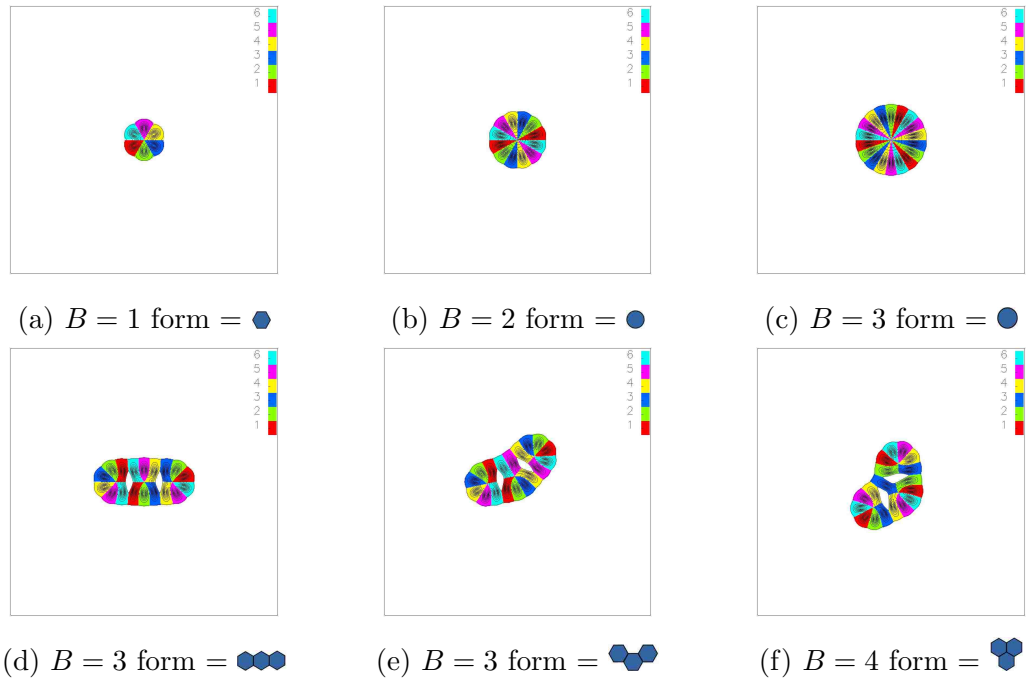 6 6 6
5 5 5
4 4 4
3 3 3
2 2 2
1 1 1
(a) B = 1 form =
(b) B = 2 form =
(c) B = 3 form =
6 6 6
5 5 5
4 4 4
3 3 3
2 2 2
1 1 1
(d) B = 3 form =
(e) B = 3 form =
(f) B = 4 form =